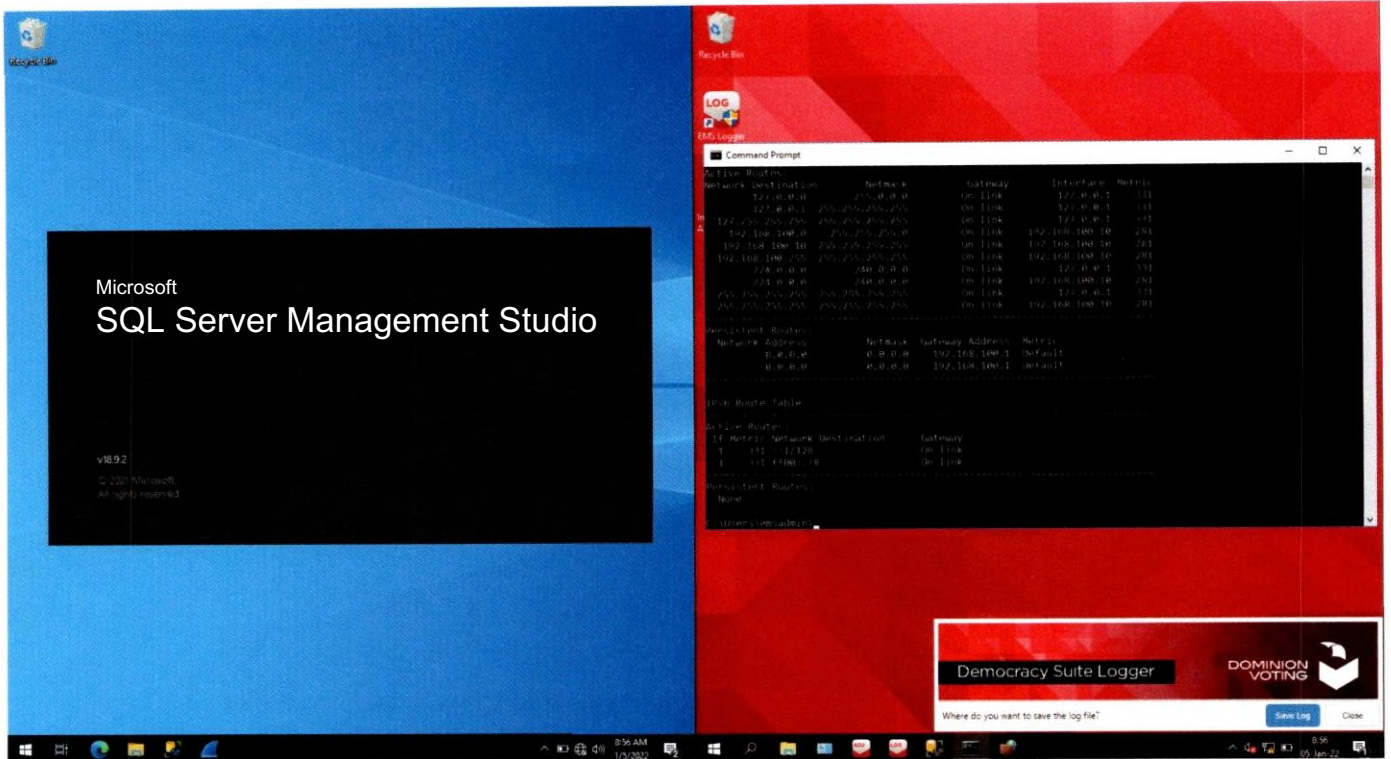 Recycle Bin
Microsoft
SQL Server Management Studio
v18.9.2
© 2021 Microsoft.
All rights reserved
8:56 AM
1/5/2022
Recycle Bin
LOG
EMS Logger
Command Prompt
Active Routes:
Network Destination Netmask Gateway Interface Metric
127.0.0.0 255.0.0.0 On-link 127.0.0.1 331
127.0.0.1 255.255.255.255 On-link 127.0.0.1 331
127.255.255.255 255.255.255.255 On-link 127.0.0.1 331
192.168.100.0 255.255.255.0 On-link 192.168.100.10 281
192.168.100.10 255.255.255.255 On-link 192.168.100.10 281
192.168.100.255 255.255.255.255 On-link 192.168.100.10 281
224.0.0.0 240.0.0.0 On-link 127.0.0.1 331
224.0.0.0 240.0.0.0 On-link 192.168.100.10 281
255.255.255.255 255.255.255.255 On-link 127.0.0.1 331
255.255.255.255 255.255.255.255 On-link 192.168.100.10 281
Persistent Routes:
Network Address Netmask Gateway Address Metric
0.0.0.0 0.0.0.0 192.168.100.1 Default
0.0.0.0 0.0.0.0 192.168.100.1 Default
IPv6 Route Table
Active Routes:
If Metric Network Destination Gateway
1 331 ::1/128 On-link
1 331 ff00::/8 On-link
Persistent Routes:
None
\Users\emsadmin>
Democracy Suite Logger
DOMINION
VOTING
Where do you want to save the log file?
Save Log
Close
ADJ
LOG
8:56
05-Jan-22